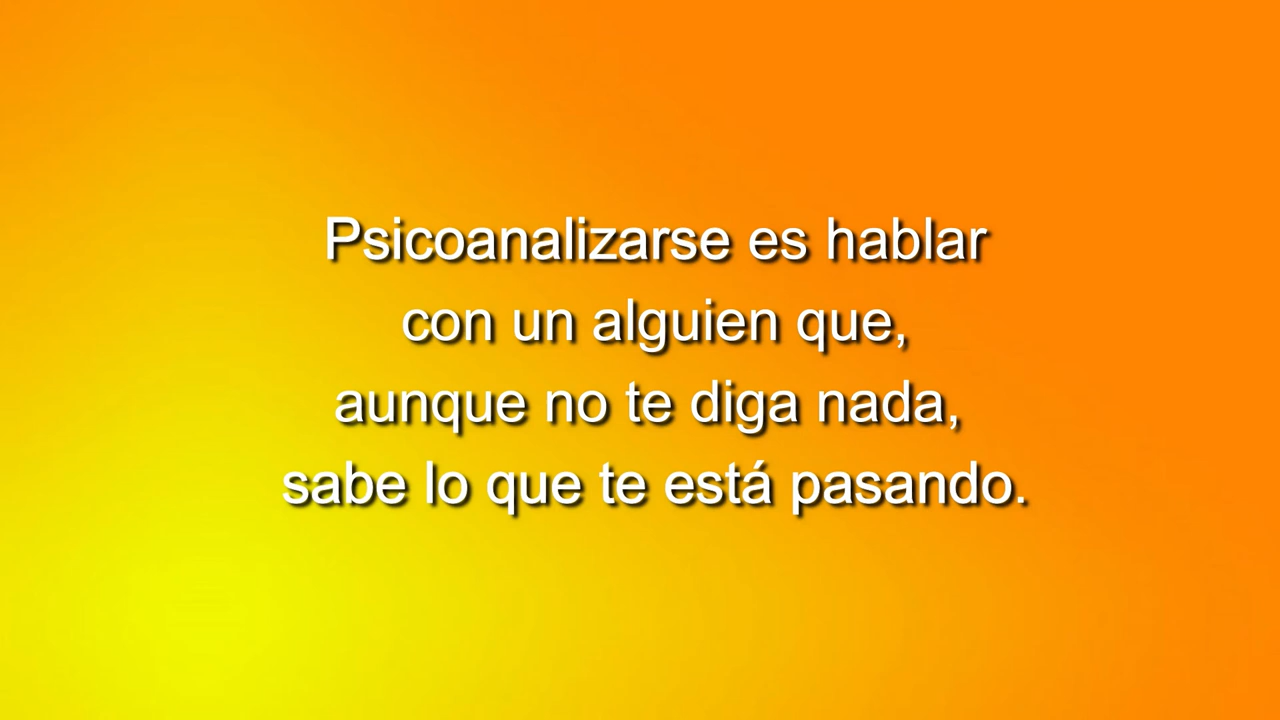 Psicoanalizarse es hablar
con un alguien que,
aunque no te diga nada,
sabe lo que te está pasando.